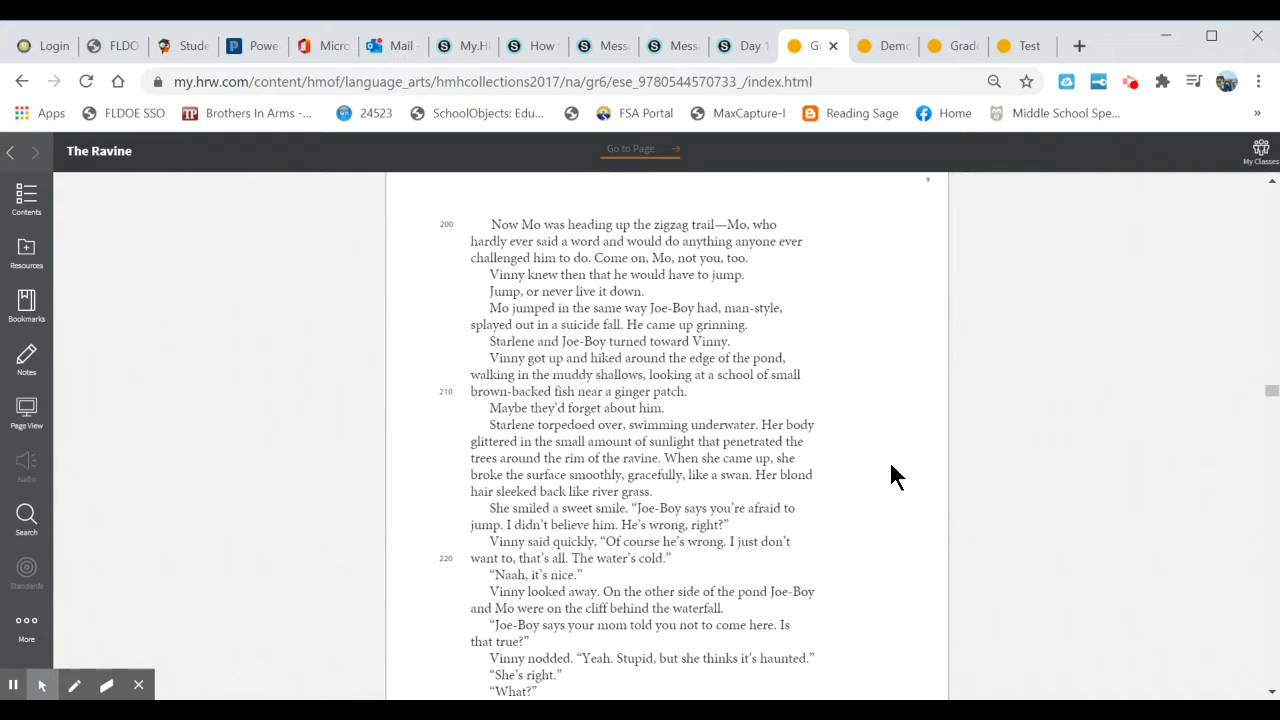 Login
FLDO
Stude
Powe
Micro
Mail -
My.HI
How
Messa
Messa
Day 1
G
Demo
Grade
Test
my.hrw.com/content/hmof/language_arts/hmhcollections2017/na/gr6/ese_9780544570733_/index.html
Apps
FLDOE SSO
TP
Brothers In Arms -...
24523
SchoolObjects: Edu...
FSA Portal
MaxCapture-I
Reading Sage
Home
Middle School Spe...
»
The Ravine
Go to Page →
My Classes
Contents
Resources
Bookmarks
Notes
Page View
Audio
Search
Standards
More
200 Now Mo was heading up the zigzag trail—Mo, who
hardly ever said a word and would do anything anyone ever
challenged him to do. Come on, Mo, not you, too.
Vinny knew then that he would have to jump.
Jump, or never live it down.
Mo jumped in the same way Joe-Boy had, man-style,
splayed out in a suicide fall. He came up grinning.
Starlene and Joe-Boy turned toward Vinny.
Vinny got up and hiked around the edge of the pond,
walking in the muddy shallows, looking at a school of small
210 brown-backed fish near a ginger patch.
Maybe they’d forget about him.
Starlene torpedoed over, swimming underwater. Her body
glittered in the small amount of sunlight that penetrated the
trees around the rim of the ravine. When she came up, she
broke the surface smoothly, gracefully, like a swan. Her blond
hair sleeked back like river grass.
She smiled a sweet smile. “Joe-Boy says you’re afraid to
jump. I didn’t believe him. He’s wrong, right?”
Vinny said quickly, “Of course he’s wrong. I just don’t
220 want to, that’s all. The water’s cold.”
“Naah, it’s nice.”
Vinny looked away. On the other side of the pond Joe-Boy
and Mo were on the cliff behind the waterfall.
“Joe-Boy says your mom told you not to come here. Is
that true?”
Vinny nodded. “Yeah. Stupid, but she thinks it’s haunted.”
“She’s right.”
“What?”